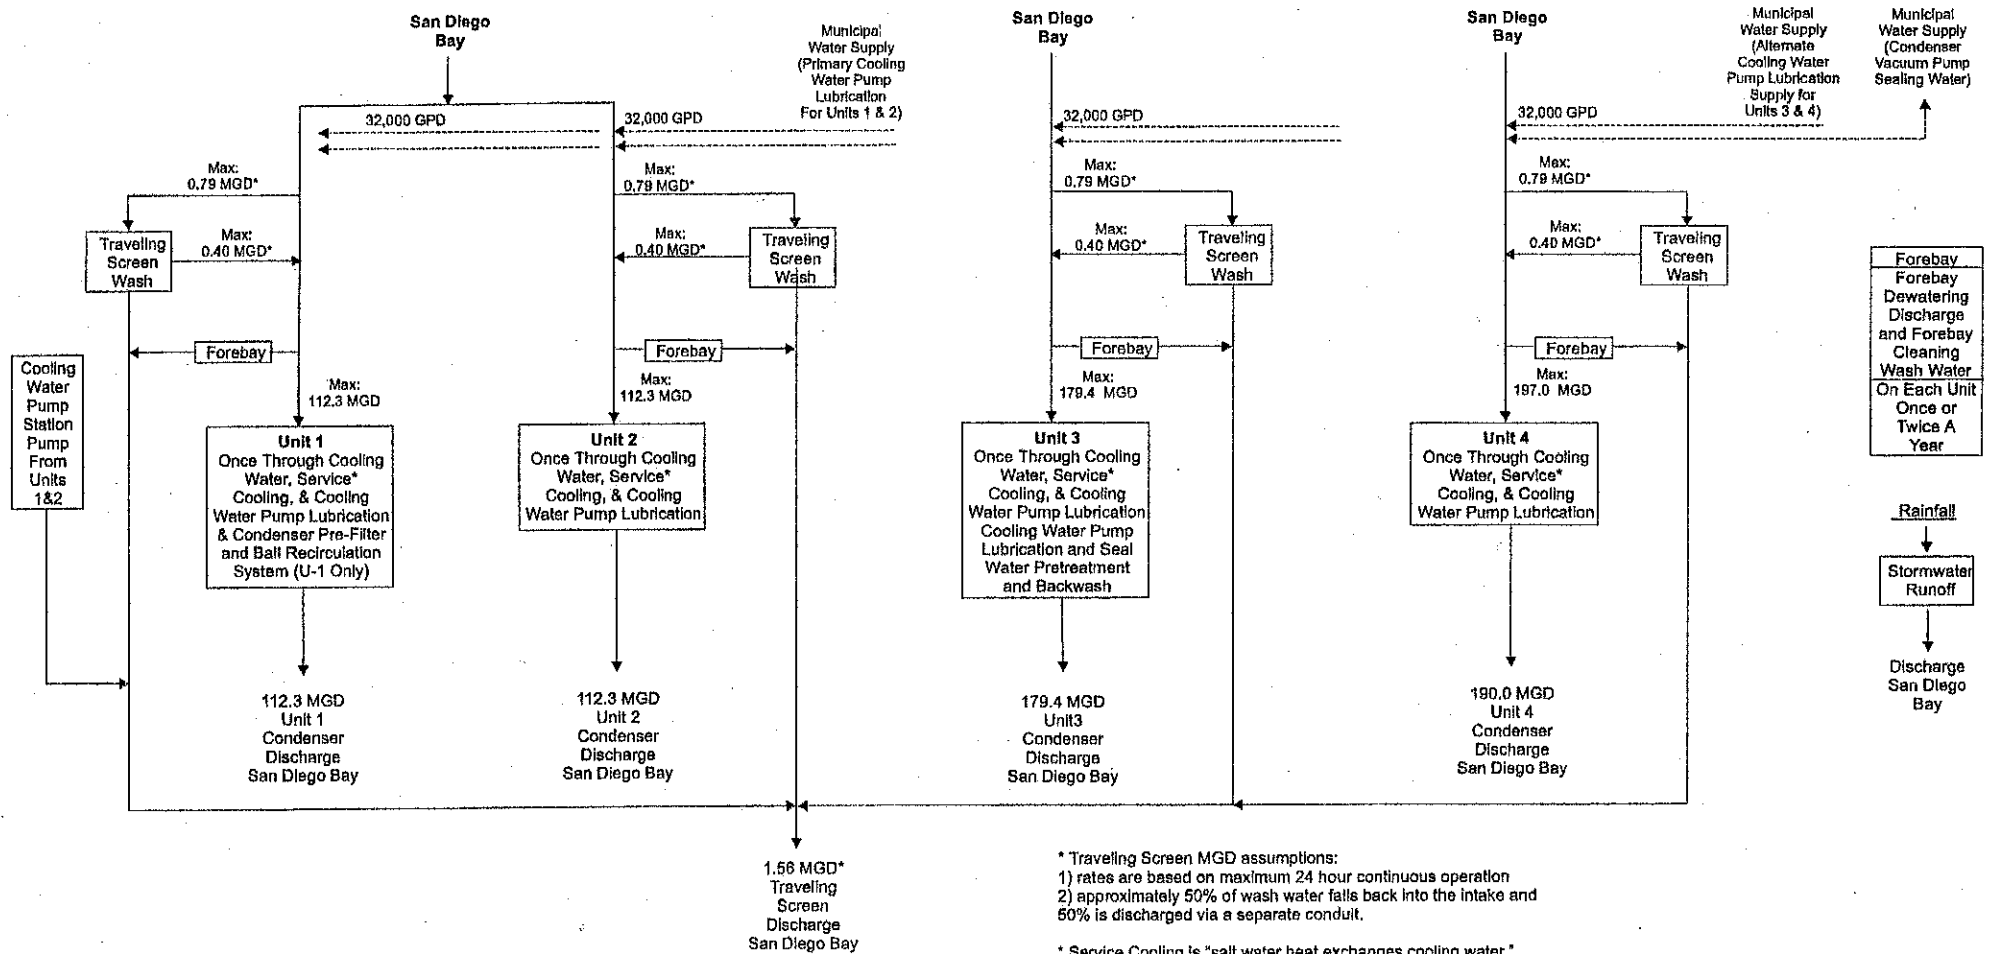 San Diego
Bay
Municipal
Water Supply
(Primary Cooling
Water Pump
Lubrication
For Units 1 & 2)
San Diego
Bay
San Diego
Bay
Municipal
Water Supply
(Alternate
Cooling Water
Pump Lubrication
Supply for
Units 3 & 4)
Municipal
Water Supply
(Condenser
Vacuum Pump
Sealing Water)
32,000 GPD
32,000 GPD
32,000 GPD
32,000 GPD
Max:
0.79 MGD*
Max:
0.79 MGD*
Max:
0.79 MGD*
Max:
0.79 MGD*
Traveling
Screen
Wash
Max:
0.40 MGD*
Max:
0.40 MGD*
Traveling
Screen
Wash
Max:
0.40 MGD*
Traveling
Screen
Wash
Max:
0.40 MGD*
Traveling
Screen
Wash
Forebay
Forebay
Dewatering
Discharge
and Forebay
Cleaning
Wash Water
On Each Unit
Once or
Twice A
Year
Forebay
Forebay
Forebay
Forebay
Cooling
Water
Pump
Station
Pump
From
Units
1&2
Max:
112.3 MGD
Max:
112.3 MGD
Max:
179.4 MGD
Max:
197.0 MGD
Unit 1
Once Through Cooling
Water, Service*
Cooling, & Cooling
Water Pump Lubrication
& Condenser Pre-Filter
and Ball Recirculation
System (U-1 Only)
Unit 2
Once Through Cooling
Water, Service*
Cooling, & Cooling
Water Pump Lubrication
Unit 3
Once Through Cooling
Water, Service*
Cooling, & Cooling
Water Pump Lubrication
Cooling Water Pump
Lubrication and Seal
Water Pretreatment
and Backwash
Unit 4
Once Through Cooling
Water, Service*
Cooling, & Cooling
Water Pump Lubrication
Rainfall
Stormwater
Runoff
Discharge
San Diego
Bay
112.3 MGD
Unit 1
Condenser
Discharge
San Diego Bay
112.3 MGD
Unit 2
Condenser
Discharge
San Diego Bay
179.4 MGD
Unit3
Condenser
Discharge
San Diego Bay
190.0 MGD
Unit 4
Condenser
Discharge
San Diego Bay
1.56 MGD*
Traveling
Screen
Discharge
San Diego Bay
* Traveling Screen MGD assumptions:
1) rates are based on maximum 24 hour continuous operation
2) approximately 50% of wash water falls back into the intake and
50% is discharged via a separate conduit.
* Service Cooling is "salt water heat exchanges cooling water."